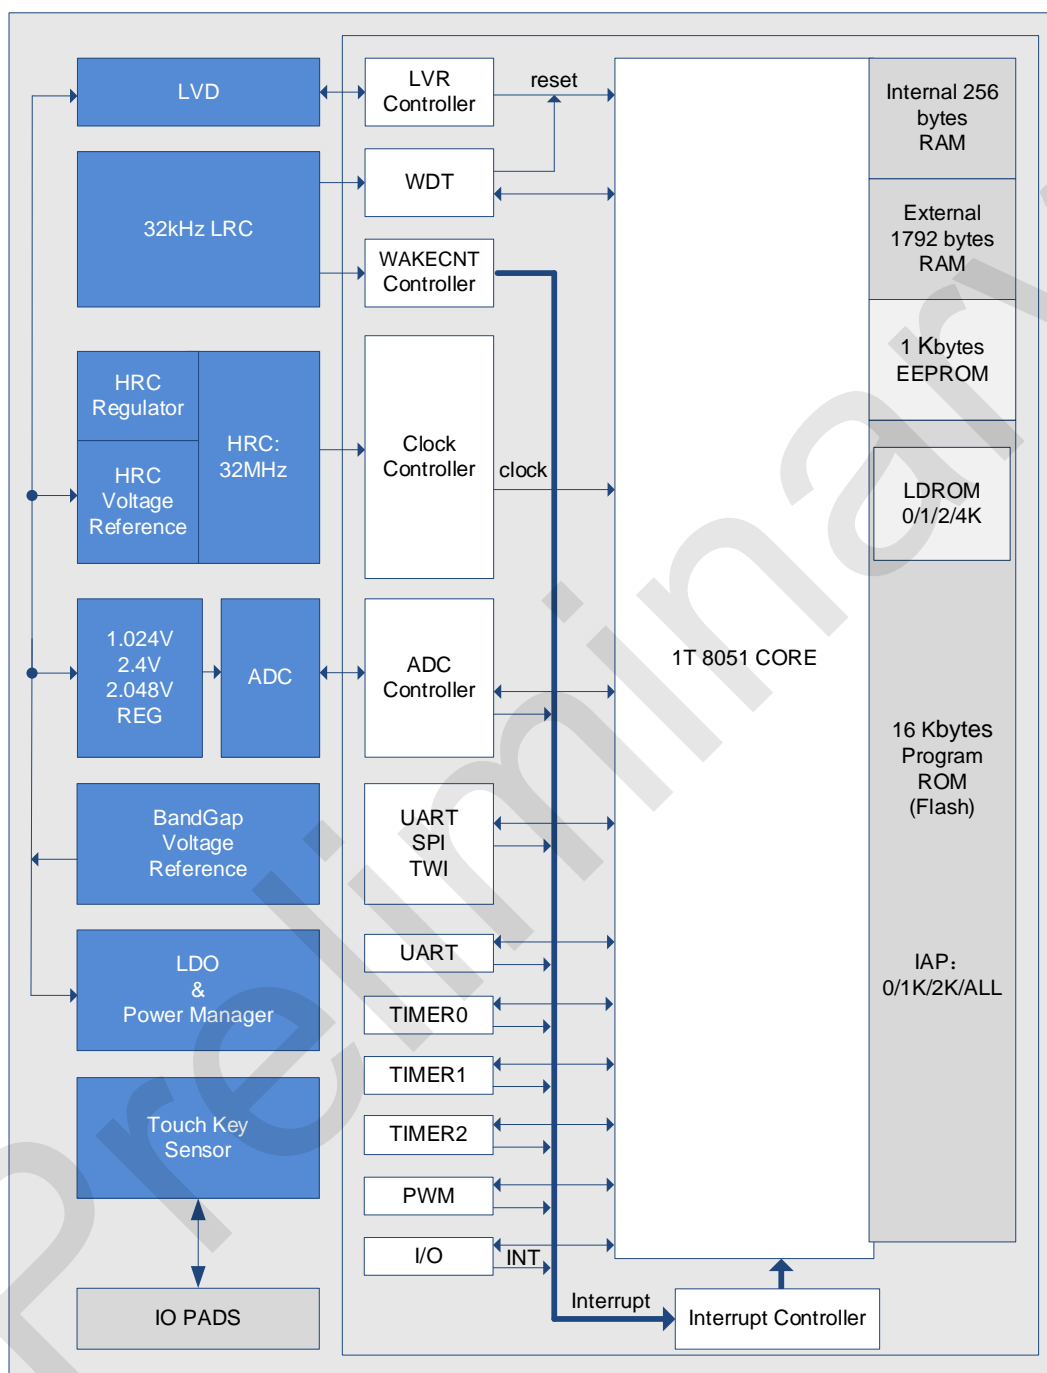 LVD
LVR
Controller
reset
Internal 256
bytes
RAM
32kHz LRC
WDT
External
1792 bytes
RAM
WAKECNT
Controller
1 Kbytes
EEPROM
HRC
Regulator
HRC
Voltage
Reference
HRC:
32MHz
Clock
Controller
clock
LDROM
0/1/2/4K
1.024V
2.4V
2.048V
REG
ADC
ADC
Controller
1T 8051 CORE
16 Kbytes
Program
ROM
(Flash)
BandGap
Voltage
Reference
UART
SPI
TWI
LDO
&
Power Manager
UART
IAP：
0/1K/2K/ALL
TIMER0
TIMER1
Touch Key
Sensor
TIMER2
PWM
I/O
INT
IO PADS
Interrupt
Interrupt Controller
Preliminary